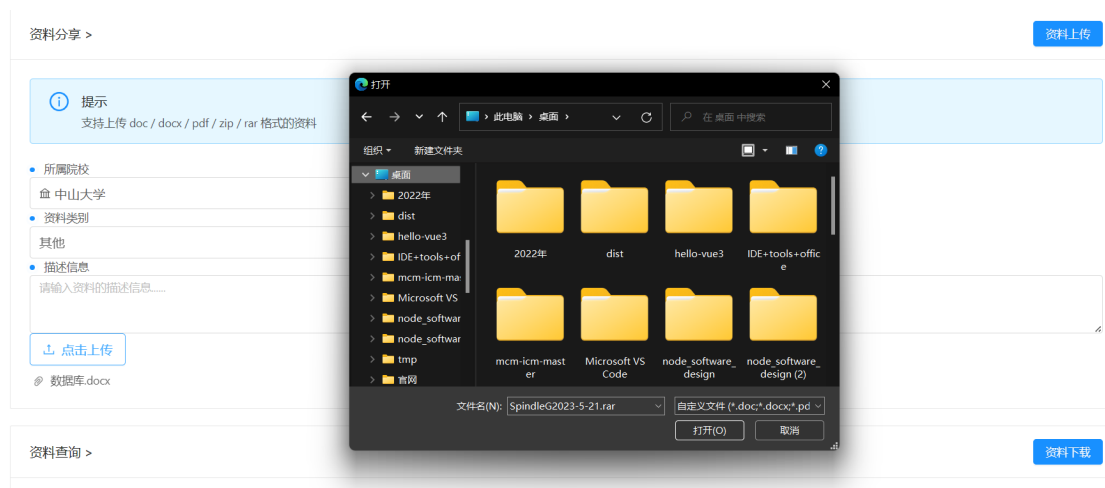 资料分享 >
资料上传
提示
支持上传 doc / docx / pdf / zip / rar 格式的资料
所属院校
中山大学
资料类别
其他
描述信息
请输入资料的描述信息......
点击上传
数据库.docx
打开
此电脑 › 桌面 ›
在 桌面 中搜索
组织
新建文件夹
桌面
2022年
dist
hello-vue3
IDE+tools+of
mcm-icm-mas
Microsoft VS
node_softwar
node_softwar
tmp
官网
2022年
dist
hello-vue3
IDE+tools+offic
e
mcm-icm-mast
er
Microsoft VS
Code
node_software_
design
node_software_
design (2)
文件名(N):
SpindleG2023-5-21.rar
自定义文件 (*.doc;*.docx;*.pd
打开(O)
取消
资料查询 >
资料下载